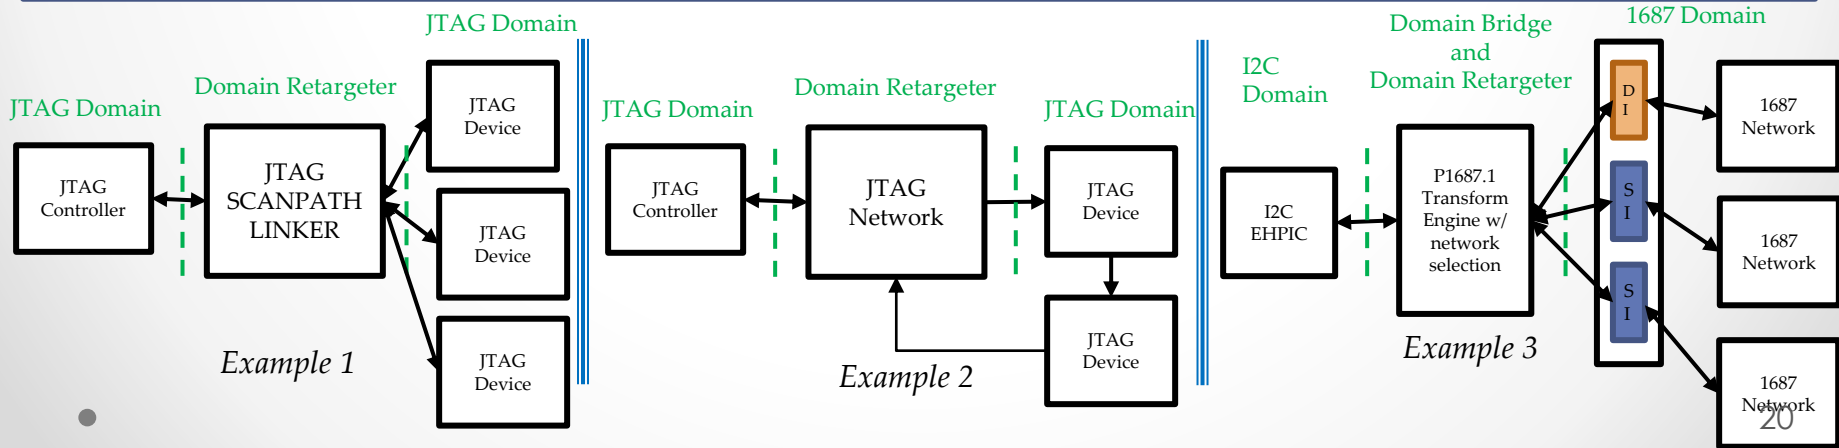 JTAG Domain
Domain Retargeter
JTAG Domain
JTAG
Controller
JTAG
SCANPATH
LINKER
JTAG
Device
JTAG
Device
JTAG
Device
Example 1
JTAG Domain
Domain Retargeter
JTAG Domain
JTAG
Controller
JTAG
Network
JTAG
Device
JTAG
Device
Example 2
I2C
Domain
Domain Bridge
and
Domain Retargeter
1687 Domain
I2C
EHPIC
P1687.1
Transform
Engine w/
network
selection
D
I
S
I
S
I
1687
Network
1687
Network
1687
Network
Example 3
20